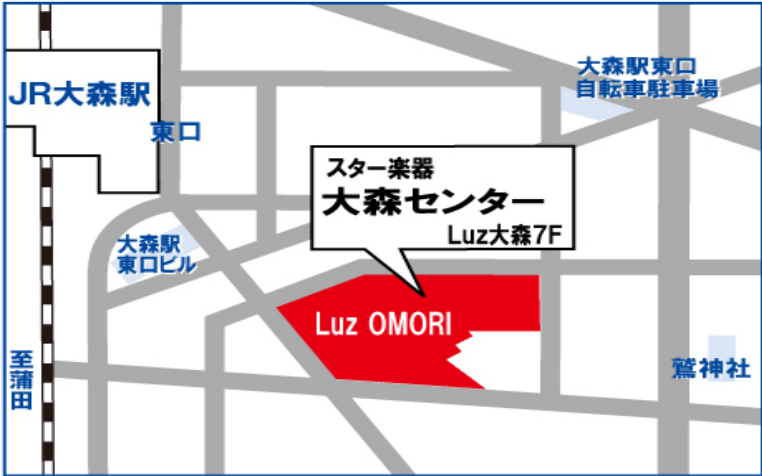 JR大森駅
東口
大森駅東口
自転車駐車場
スター楽器
大森センター
Luz大森7F
大森駅
東口ビル
Luz OMORI
至蒲田
鷲神社